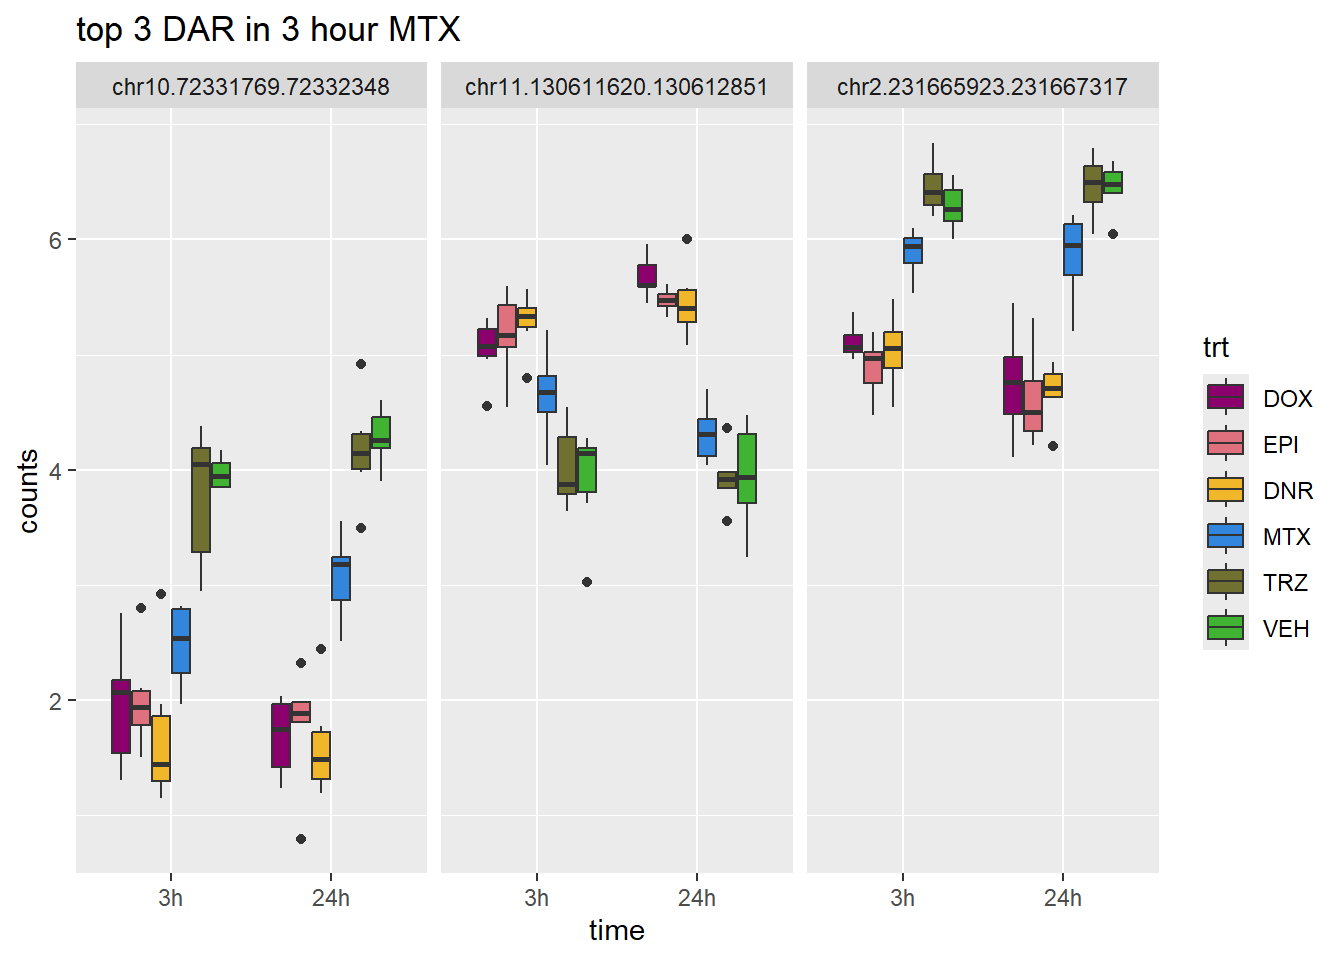 top 3 DAR in 3 hour MTX
chr10.72331769.72332348
chr11.130611620.130612851
chr2.231665923.231667317
6
4
2
counts
3h
24h
3h
24h
3h
24h
time
trt
DOX
EPI
DNR
MTX
TRZ
VEH